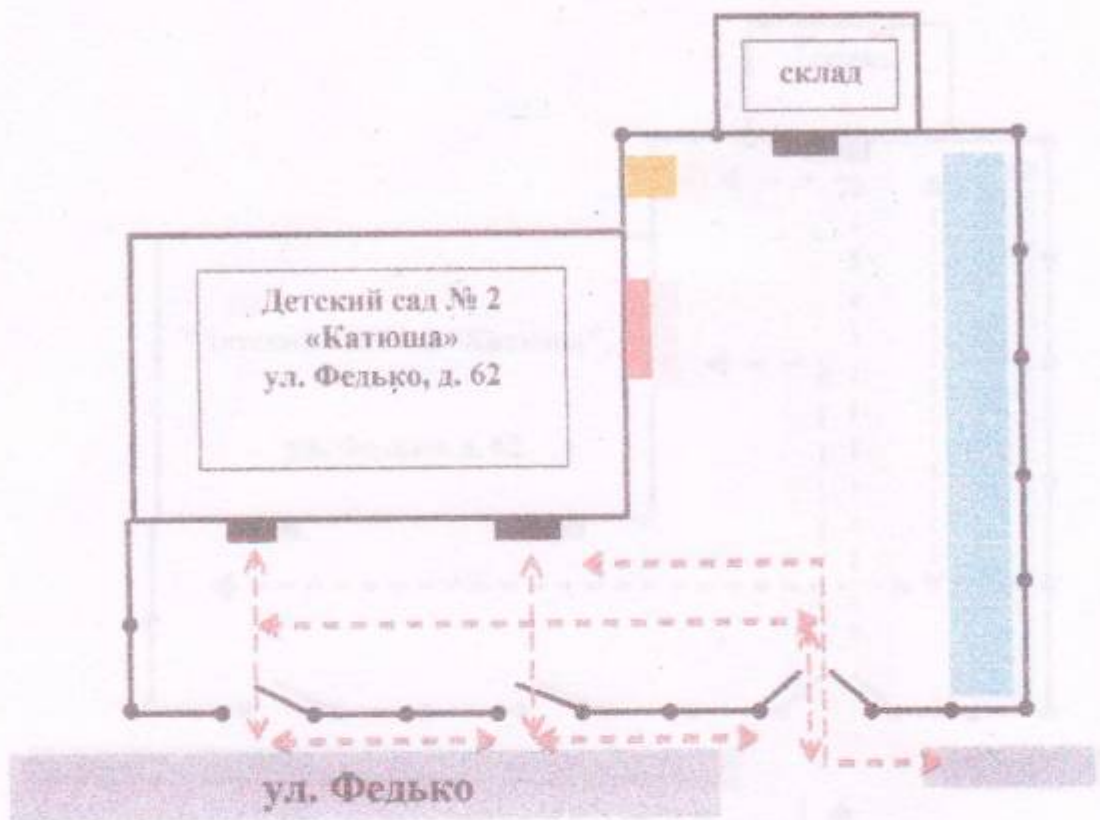 склад
Детский сад № 2
«Катюша»
ул. Федько, д. 62
ул. Федько